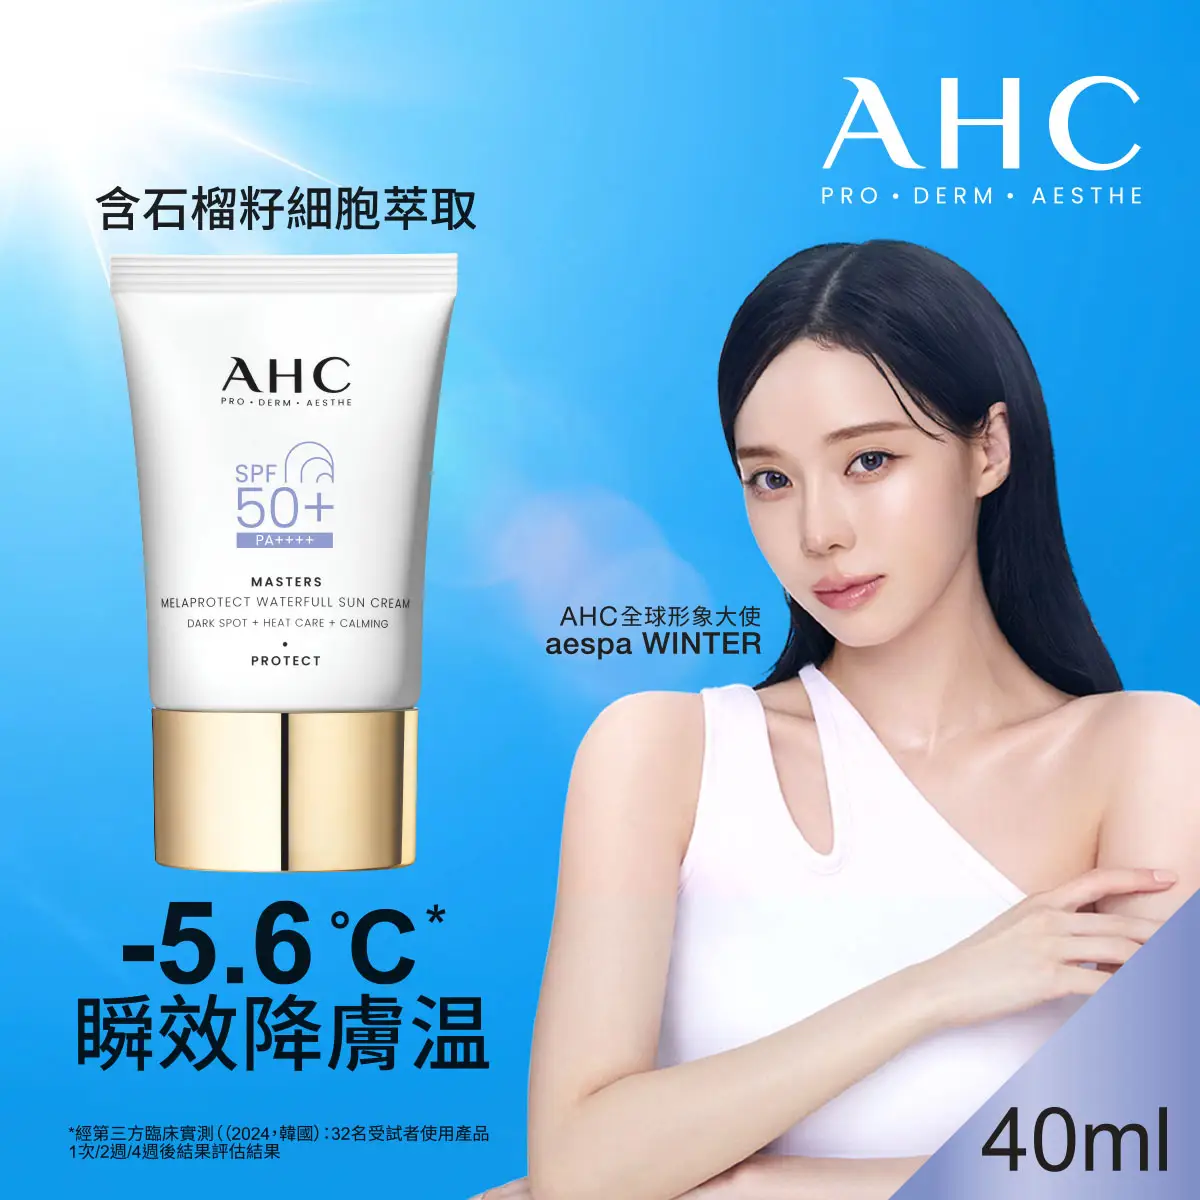 AHC
PRO • DERM • AESTHE
含石榴籽細胞萃取
AHC
PRO • DERM • AESTHE
SPF
50+
PA++++
MASTERS
MELAPROTECT WATERFULL SUN CREAM
DARK SPOT + HEAT CARE + CALMING
•
PROTECT
AHC全球形象大使
aespa WINTER
-5.6℃*
瞬效降膚温
*經第三方臨床實測((2024，韓國)：32名受試者使用產品
1次/2週/4週後結果評估結果
40ml